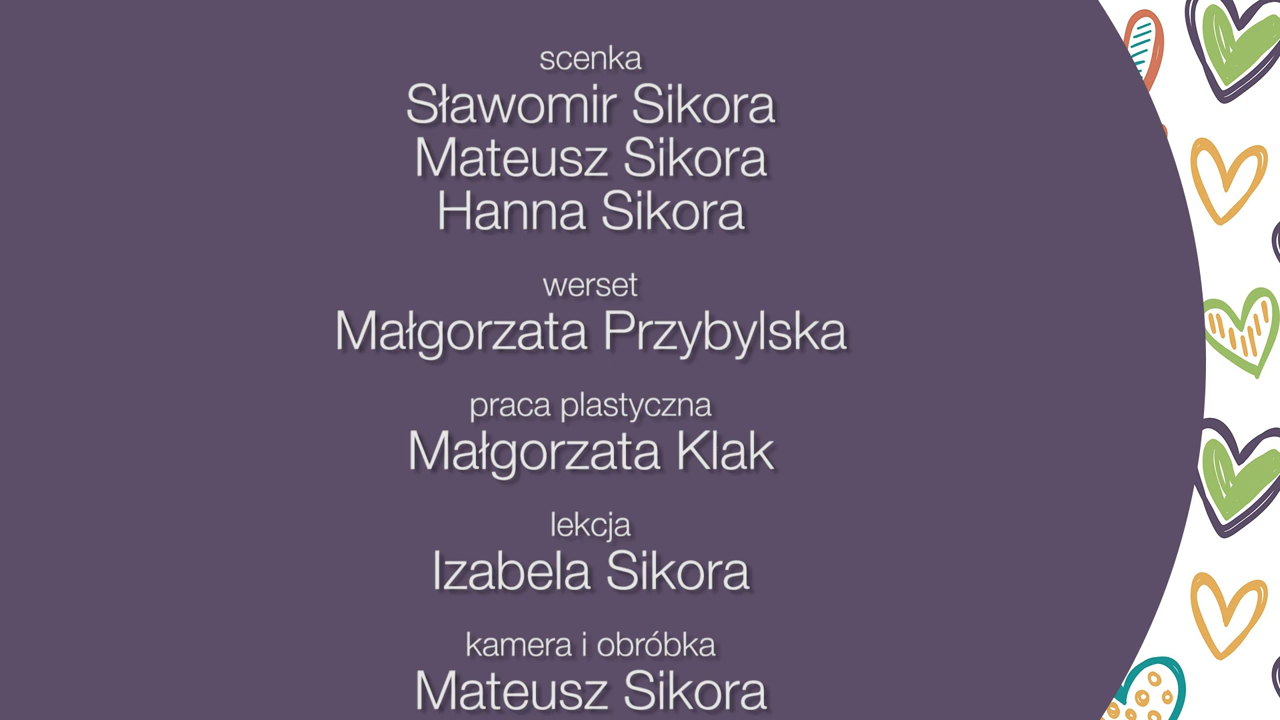 scenka
Sławomir Sikora
Mateusz Sikora
Hanna Sikora
werset
Małgorzata Przybylska
praca plastyczna
Małgorzata Klak
lekcja
Izabela Sikora
kamera i obróbka
Mateusz Sikora